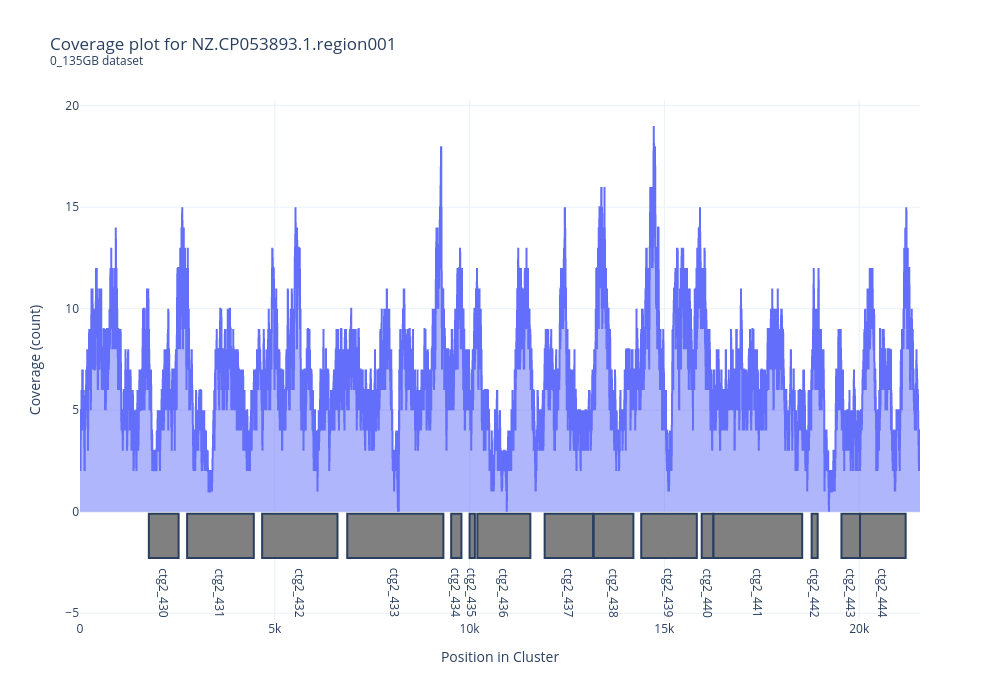 Coverage plot for NZ.CP053893.1.region001
0_135GB dataset
20
15
10
5
0
−5
Coverage (count)
ctg2_430
ctg2_431
ctg2_432
ctg2_433
ctg2_434
ctg2_435
ctg2_436
ctg2_437
ctg2_438
ctg2_439
ctg2_440
ctg2_441
ctg2_442
ctg2_443
ctg2_444
0
5k
10k
15k
20k
Position in Cluster